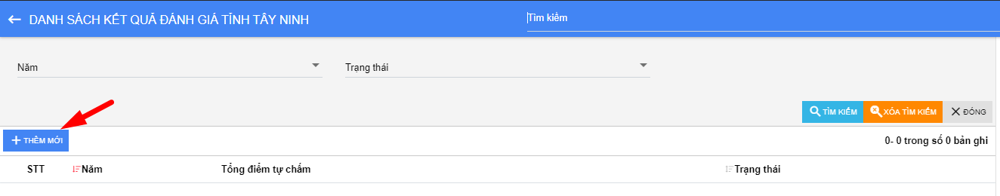 DANH SÁCH KẾT QUẢ ĐÁNH GIÁ TỈNH TÂY NINH
Tìm kiếm
Năm
Trạng thái
TÌM KIẾM
XÓA TÌM KIẾM
ĐÓNG
THÊM MỚI
0- 0 trong số 0 bản ghi
STT
Năm
Tổng điểm tự chấm
Trạng thái